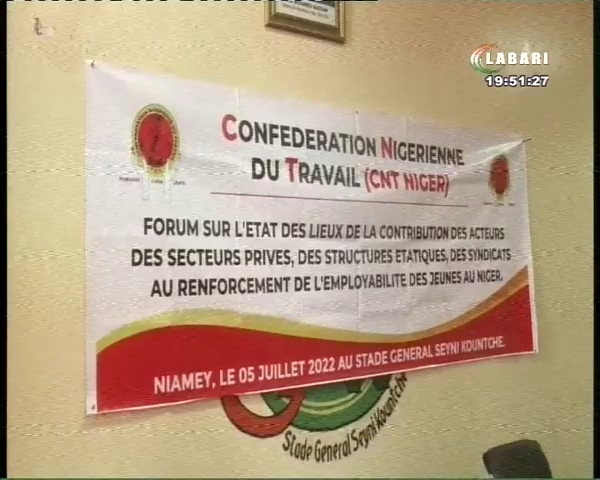 LABARI
19:51:27
CONFEDERATION NIGERIENNE
DU TRAVAIL (CNT NIGER)
FORUM SUR L'ETAT DES LIEUX DE LA CONTRIBUTION DES ACTEURS
DES SECTEURS PRIVES, DES STRUCTURES ETATIQUES, DES SYNDICATS
AU RENFORCEMENT DE L'EMPLOYABILITE DES JEUNES AU NIGER.
NIAMEY, LE 05 JUILLET 2022 AU STADE GENERAL SEYNI KOUNTCHE.
Stade General Seyni Kountche